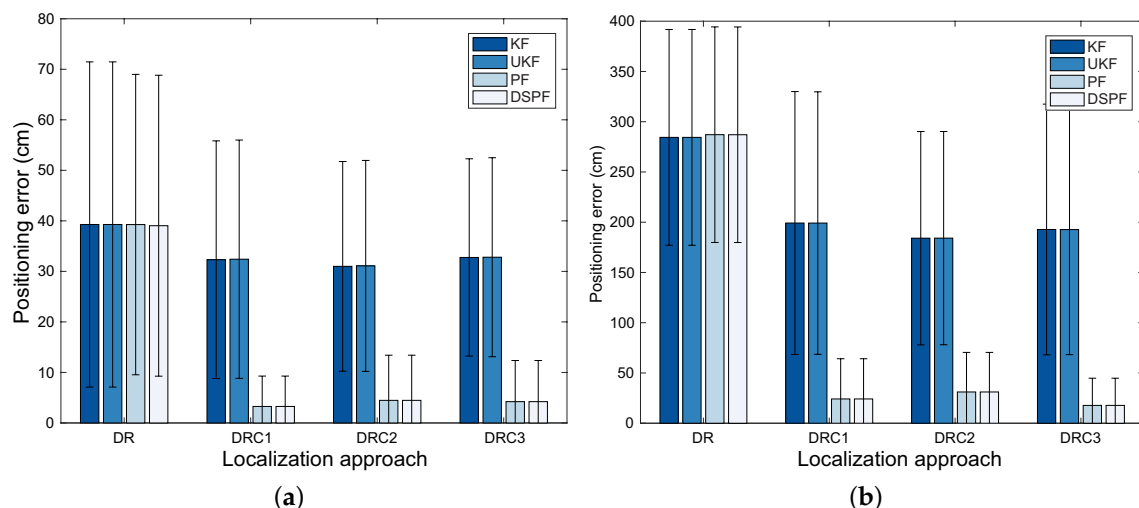 80
70
60
50
40
30
20
10
0
Positioning error (cm)
KF
UKF
PF
DSPF
DR DRC1 DRC2 DRC3
Localization approach
(a)
400
350
300
250
200
150
100
50
0
Positioning error (cm)
KF
UKF
PF
DSPF
DR DRC1 DRC2 DRC3
Localization approach
(b)